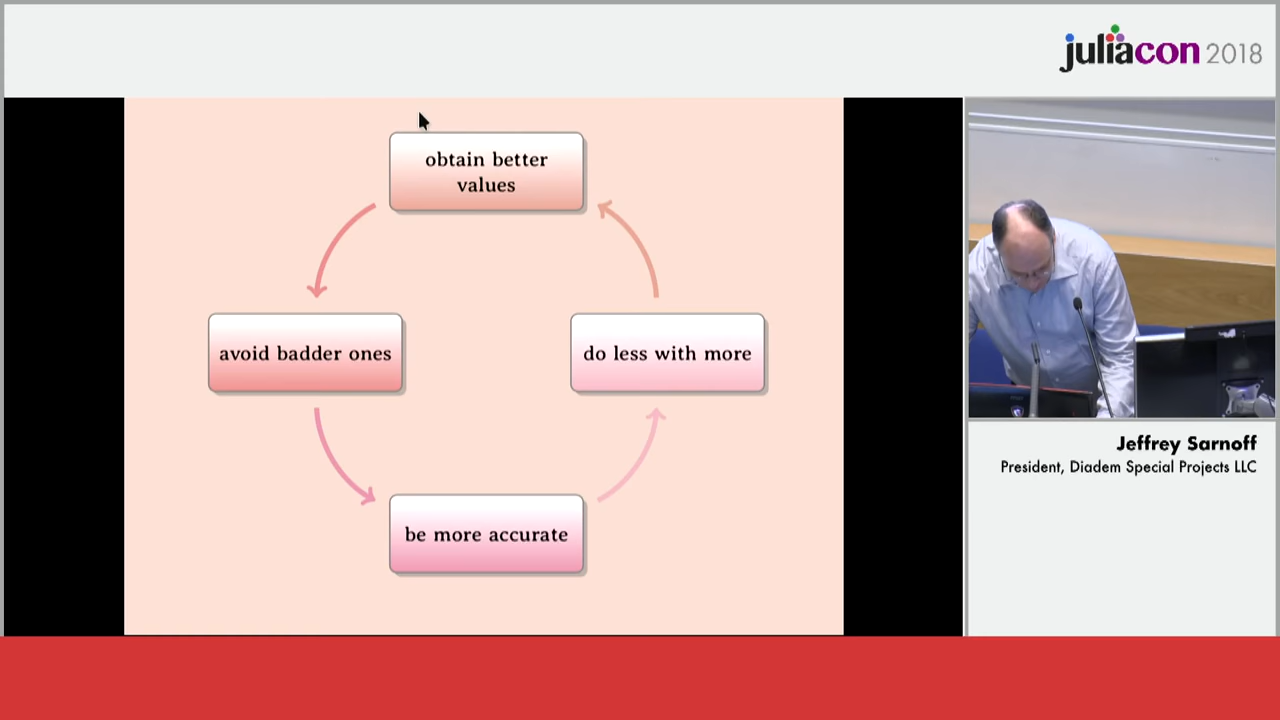 juliacon 2018
obtain better
values
avoid badder ones
do less with more
be more accurate
Jeffrey Sarnoff
President, Diadem Special Projects LLC